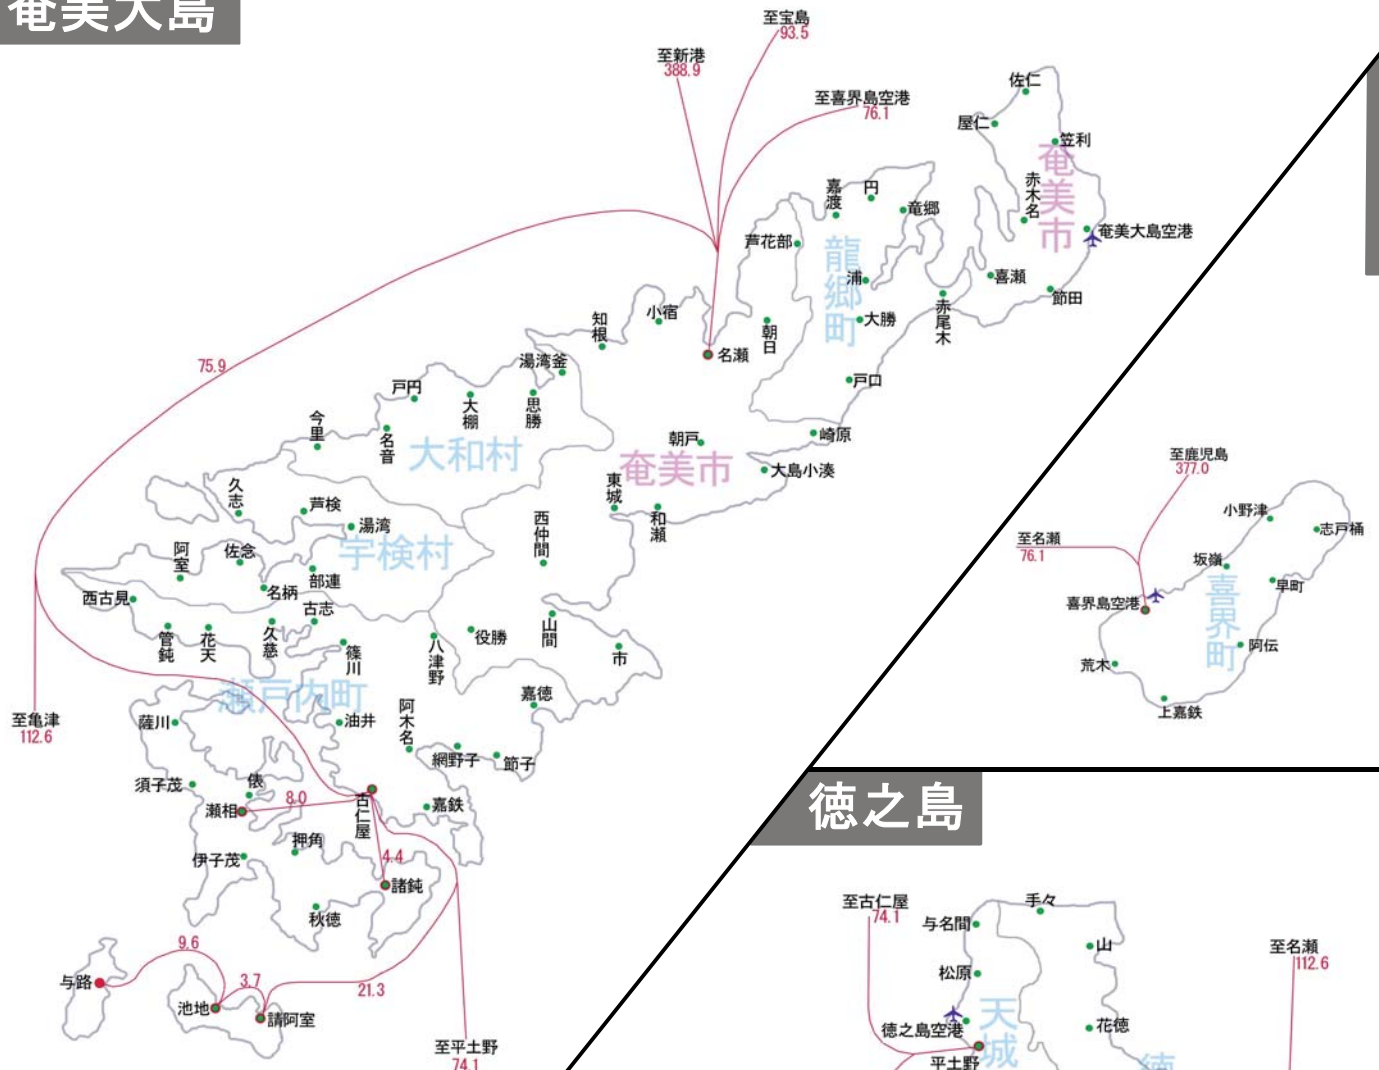 奄美大島
至宝島
93.5
至新港
388.9
至喜界島空港
76.1
佐仁
屋仁
笠利
奄美市
赤木名
奄美大島空港
喜瀬
節田
嘉渡
円
竜郷
芦花部
龍郷町
浦
大勝
赤尾木
戸口
朝日
小宿
知根
名瀬
湯湾釜
75.9
戸円
大棚
思勝
今里
名音
大和村
朝戸
奄美市
崎原
大島小湊
東城
和瀬
久志
芦検
湯湾
宇検村
西仲間
阿室
佐念
名柄
部連
西古見
古志
管鈍
花天
久慈
篠川
八津野
役勝
山間
市
瀬戸内町
嘉徳
至亀津
112.6
薩川
油井
阿木名
網野子
節子
須子茂
俵
瀬相
8.0
古仁屋
嘉鉄
押角
伊子茂
4.4
諸鈍
秋徳
9.6
与路
3.7
池地
請阿室
21.3
至平土野
74.1
至鹿児島
377.0
至名瀬
76.1
小野津
志戸桶
坂嶺
早町
喜界島空港
喜界町
阿伝
荒木
上嘉鉄
徳之島
至古仁屋
74.1
手々
与名間
山
至名瀬
112.6
松原
天城
徳之島空港
花徳
平土野
徳